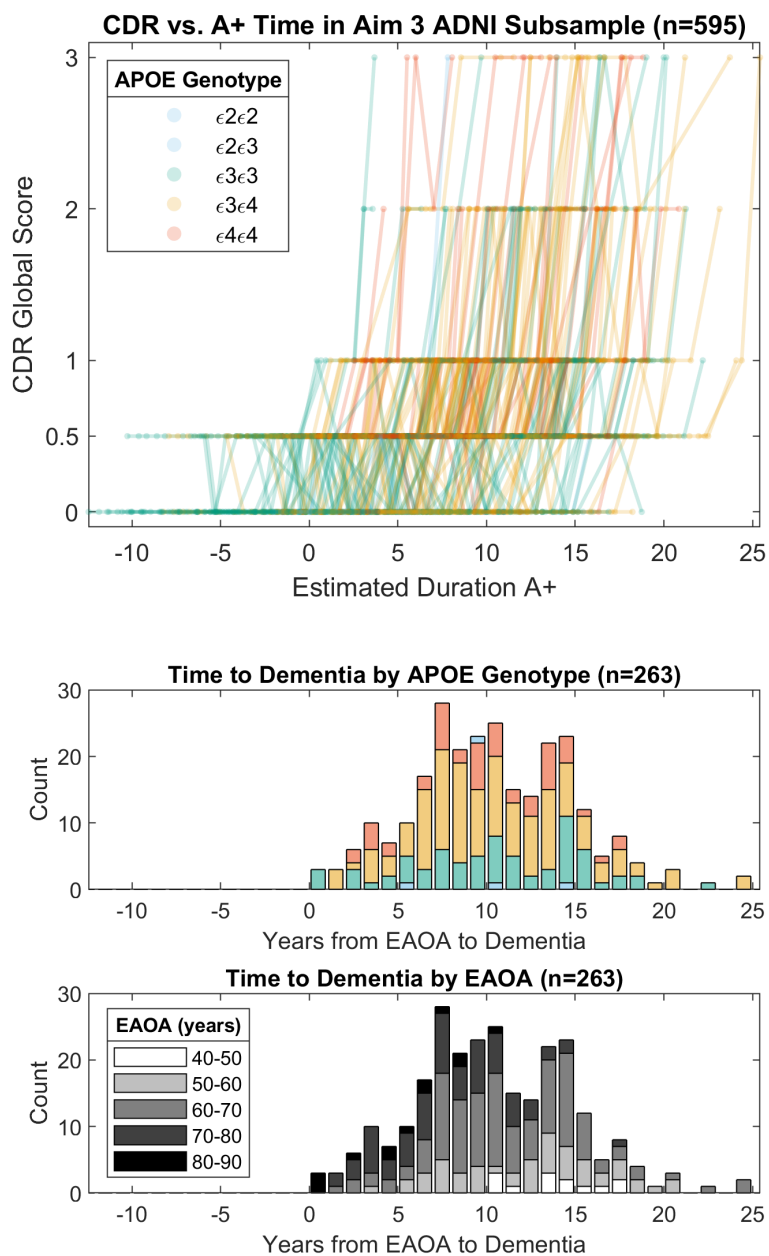 CDR vs. A+ Time in Aim 3 ADNI Subsample (n=595)
APOE Genotype
ϵ2ϵ2
ϵ2ϵ3
ϵ3ϵ3
ϵ3ϵ4
ϵ4ϵ4
CDR Global Score
3
2
1
0.5
0
-10 -5 0 5 10 15 20 25
Estimated Duration A+
Time to Dementia by APOE Genotype (n=263)
Count
30
20
10
0
-10 -5 0 5 10 15 20 25
Years from EAOA to Dementia
Time to Dementia by EAOA (n=263)
EAOA (years)
40-50
50-60
60-70
70-80
80-90
Count
30
20
10
0
-10 -5 0 5 10 15 20 25
Years from EAOA to Dementia